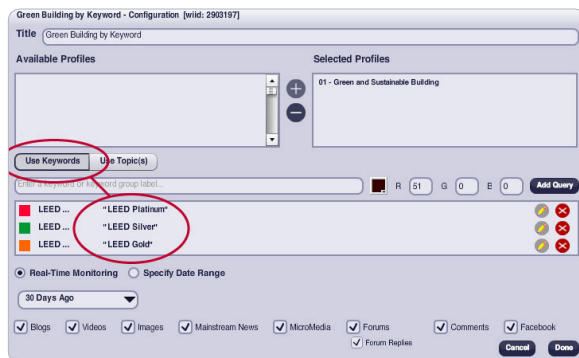 Green Building by Keyword - Configuration [wiid: 2903197]
Title Green Building by Keyword
Available Profiles Selected Profiles
01 - Green and Sustainable Building
Use Keywords Use Topic(s)
Enter a keyword or keyword group label... R 51 G 0 B 0 Add Query
LEED ... "LEED Platinum"
LEED ... "LEED Silver"
LEED ... "LEED Gold"
Real-Time Monitoring Specify Date Range
30 Days Ago
Blogs Videos Images Mainstream News MicroMedia Forums Comments Facebook
Forum Replies
Cancel Done